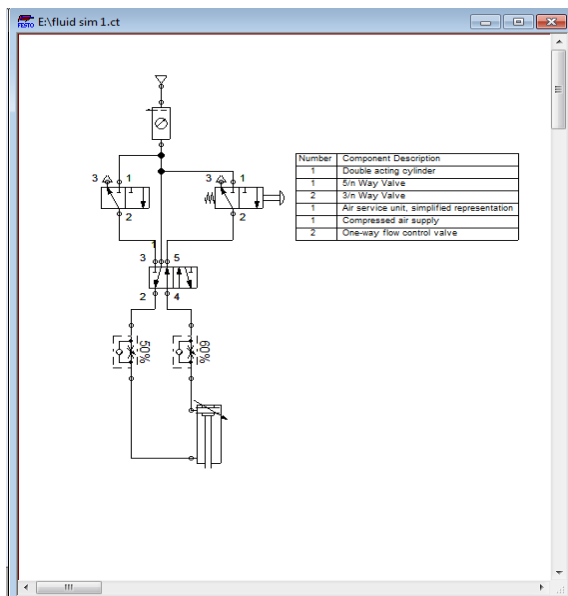 FESTO E:\fluid sim 1.ct
Number Component Description
1 Double acting cylinder
1 5/n Way Valve
2 3/n Way Valve
1 Air service unit, simplified representation
1 Compressed air supply
2 One-way flow control valve
3 1
2
3 1
2
1
3 5
2 4
50%
60%